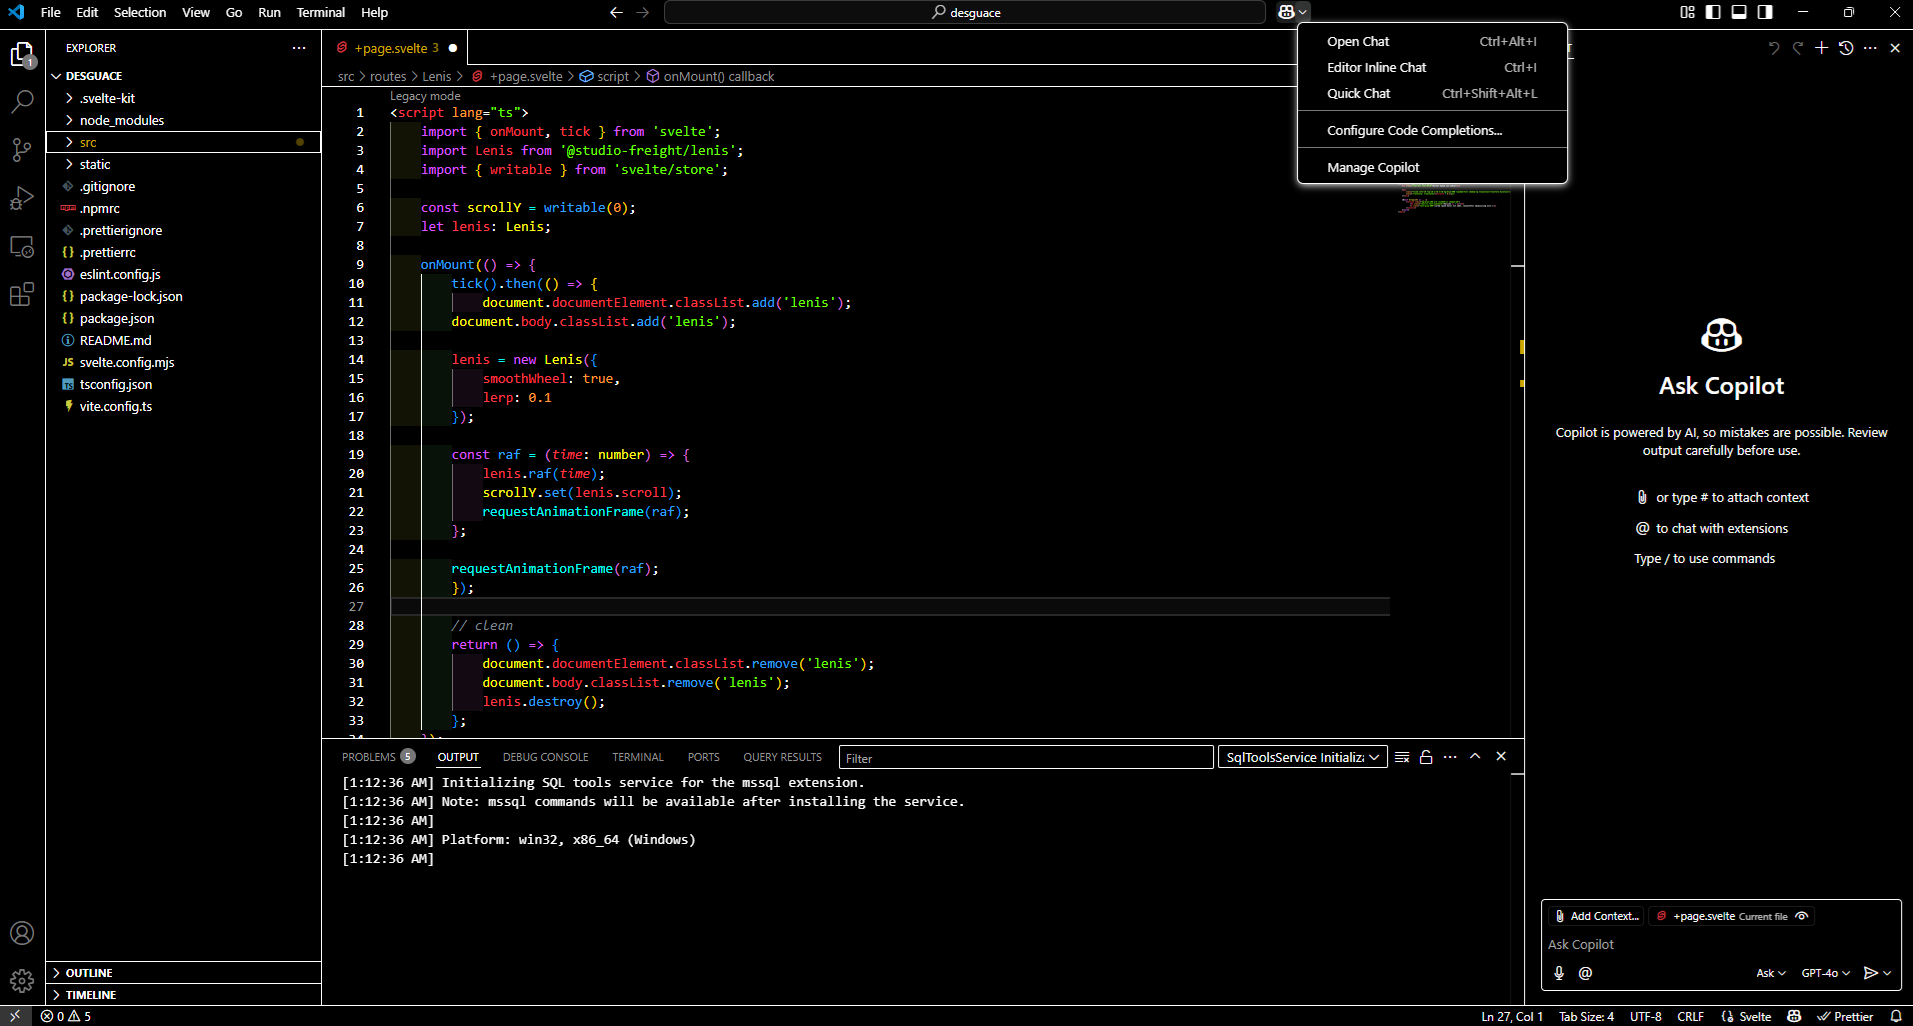 File Edit Selection View Go Run Terminal Help
desguace
EXPLORER
DESGUACE
.svelte-kit
node_modules
src
static
.gitignore
.npmrc
.prettierignore
.prettierrc
eslint.config.js
package-lock.json
package.json
README.md
JS svelte.config.mjs
TS tsconfig.json
vite.config.ts
OUTLINE
TIMELINE
1
+page.svelte 3
src > routes > Lenis > +page.svelte > script > onMount() callback
Legacy mode
1 <script lang="ts">
2 import { onMount, tick } from 'svelte';
3 import Lenis from '@studio-freight/lenis';
4 import { writable } from 'svelte/store';
5
6 const scrollY = writable(0);
7 let lenis: Lenis;
8
9 onMount(() => {
10 tick().then(() => {
11 document.documentElement.classList.add('lenis');
12 document.body.classList.add('lenis');
13
14 lenis = new Lenis({
15 smoothWheel: true,
16 lerp: 0.1
17 });
18
19 const raf = (time: number) => {
20 lenis.raf(time);
21 scrollY.set(lenis.scroll);
22 requestAnimationFrame(raf);
23 };
24
25 requestAnimationFrame(raf);
26 });
27
28 // clean
29 return () => {
30 document.documentElement.classList.remove('lenis');
31 document.body.classList.remove('lenis');
32 lenis.destroy();
33 };
34 });
Open Chat Ctrl+Alt+I
Editor Inline Chat Ctrl+I
Quick Chat Ctrl+Shift+Alt+L
Configure Code Completions...
Manage Copilot
PROBLEMS 5 OUTPUT DEBUG CONSOLE TERMINAL PORTS QUERY RESULTS Filter SqlToolsService Initializa
[1:12:36 AM] Initializing SQL tools service for the mssql extension.
[1:12:36 AM] Note: mssql commands will be available after installing the service.
[1:12:36 AM]
[1:12:36 AM] Platform: win32, x86_64 (Windows)
[1:12:36 AM]
T
Ask Copilot
Copilot is powered by AI, so mistakes are possible. Review
output carefully before use.
or type # to attach context
@ to chat with extensions
Type / to use commands
Add Context... +page.svelte Current file
Ask Copilot
@ Ask GPT-4o
0 5
Ln 27, Col 1 Tab Size: 4 UTF-8 CRLF {} Svelte Prettier